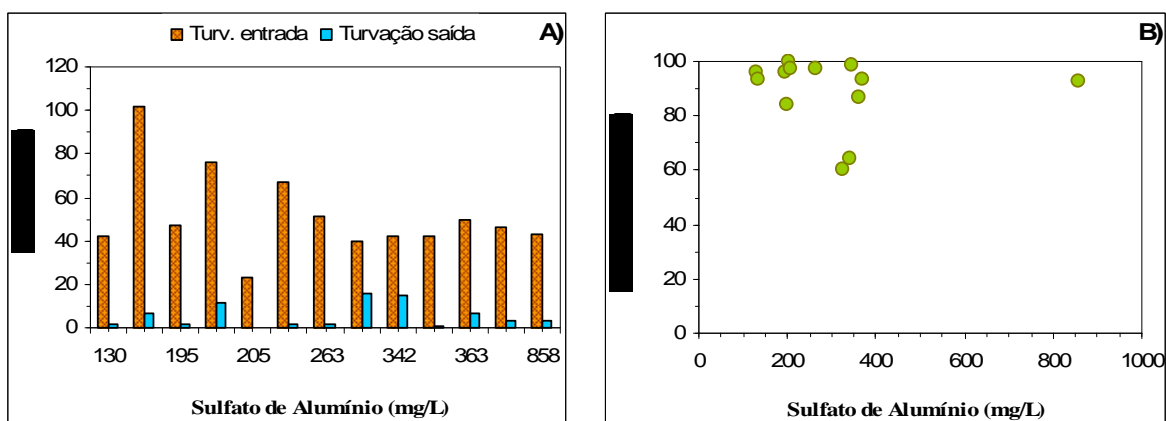 Turv. entrada Turvação saída A)
120
100
80
60
40
20
0
130 195 205 263 342 363 858
Sulfato de Alumínio (mg/L)
B)
100
80
60
40
20
0
0 200 400 600 800 1000
Sulfato de Alumínio (mg/L)